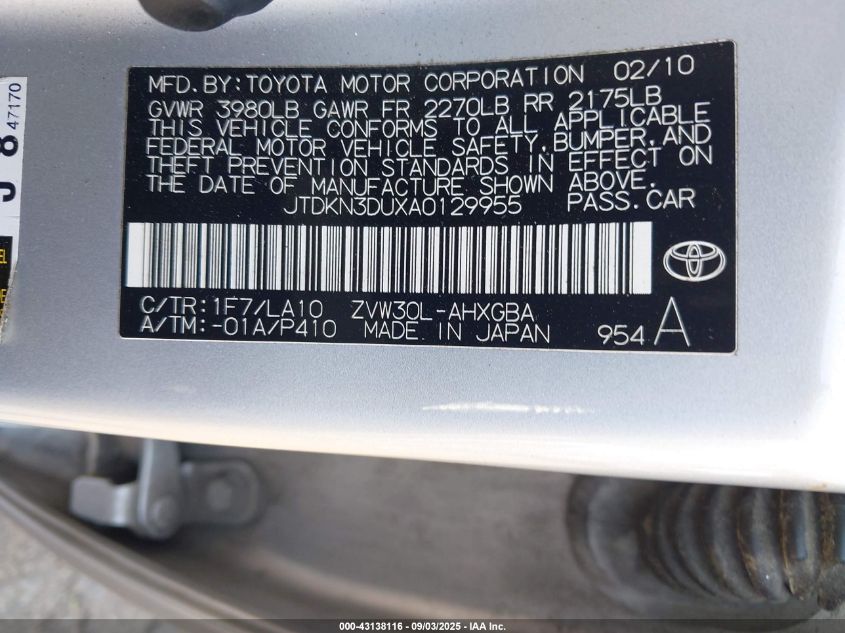 MFD. BY: TOYOTA MOTOR CORPORATION 02/10
GVWR 3980LB GAWR FR 2270LB RR 2175LB
THIS VEHICLE CONFORMS TO ALL APPLICABLE
FEDERAL MOTOR VEHICLE SAFETY, BUMPER, AND
THEFT PREVENTION STANDARDS IN EFFECT ON
THE DATE OF MANUFACTURE SHOWN ABOVE.
JTDKN3DUXA0129955 PASS.CAR
C/TR: 1F7/LA10 ZVW30L-AHXGBA
A/TM: -01A/P410 MADE IN JAPAN 954 A
J 8 47170
000-43138116 - 09/03/2025 - IAA Inc.